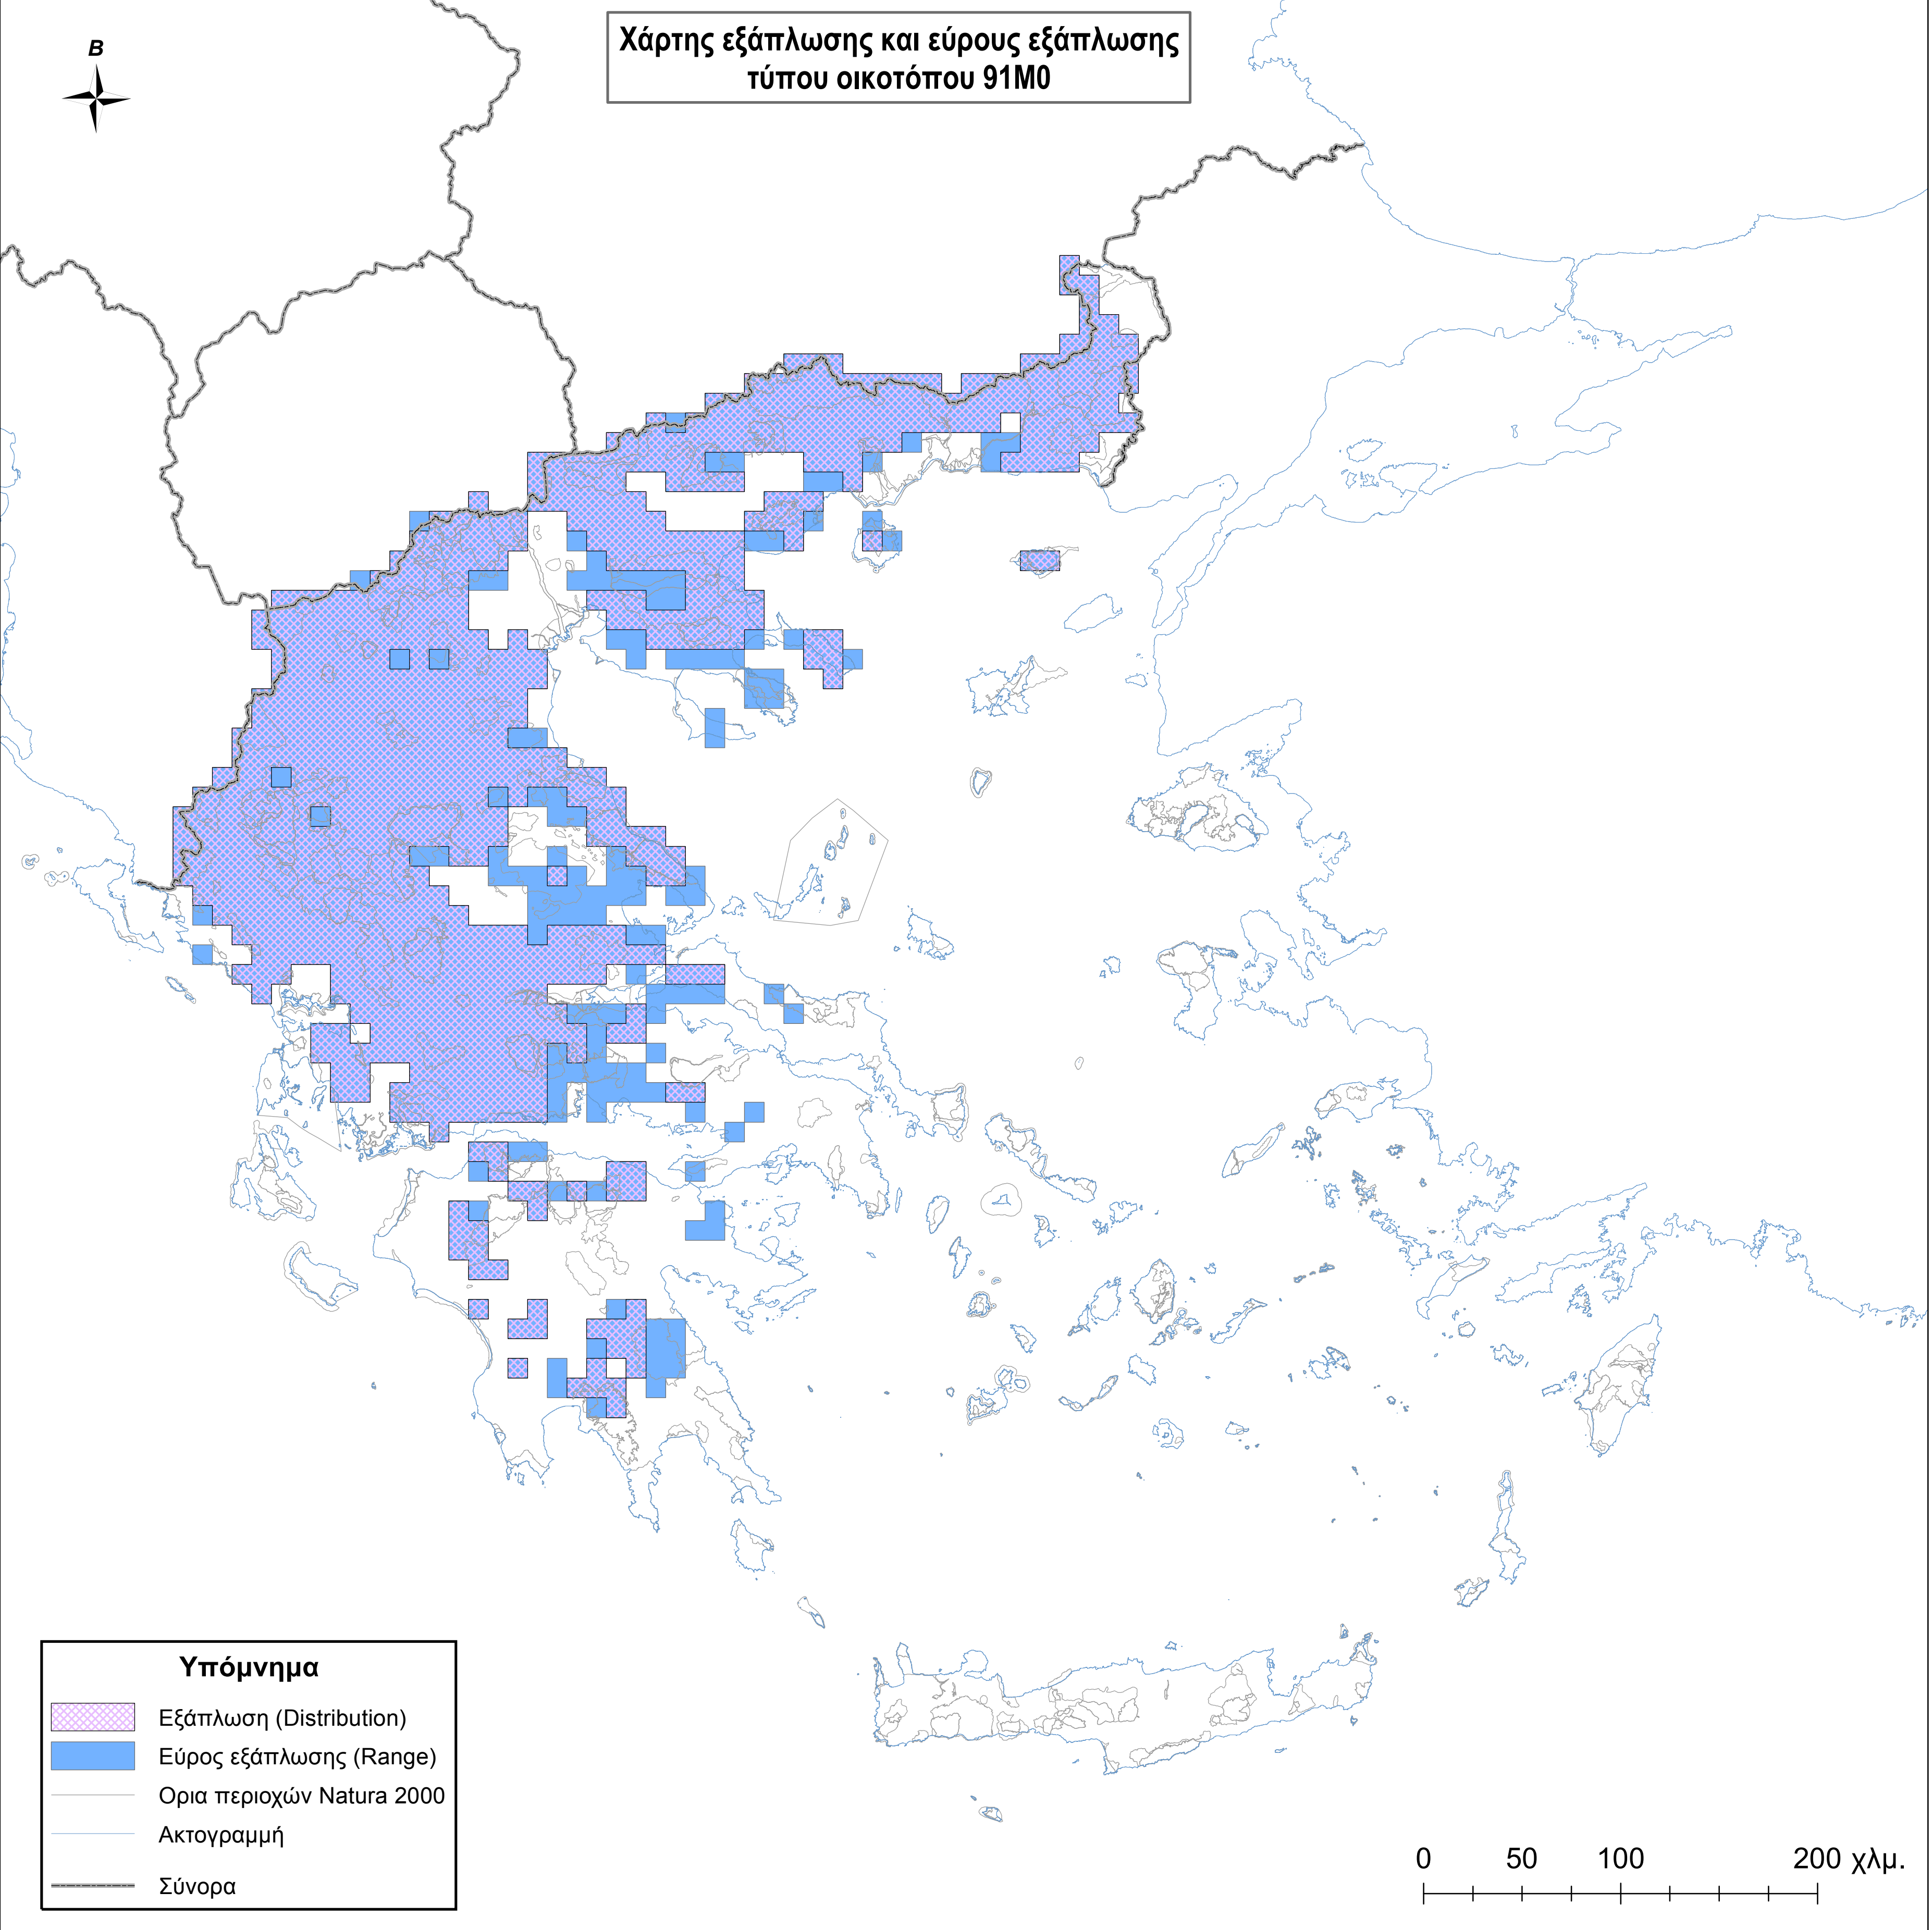 Β
Χάρτης εξάπλωσης και εύρους εξάπλωσης
τύπου οικοτόπου 91M0
Υπόμνημα
Εξάπλωση (Distribution)
Εύρος εξάπλωσης (Range)
Ορια περιοχών Natura 2000
Ακτογραμμή
Σύνορα
0 50 100 200 χλμ.